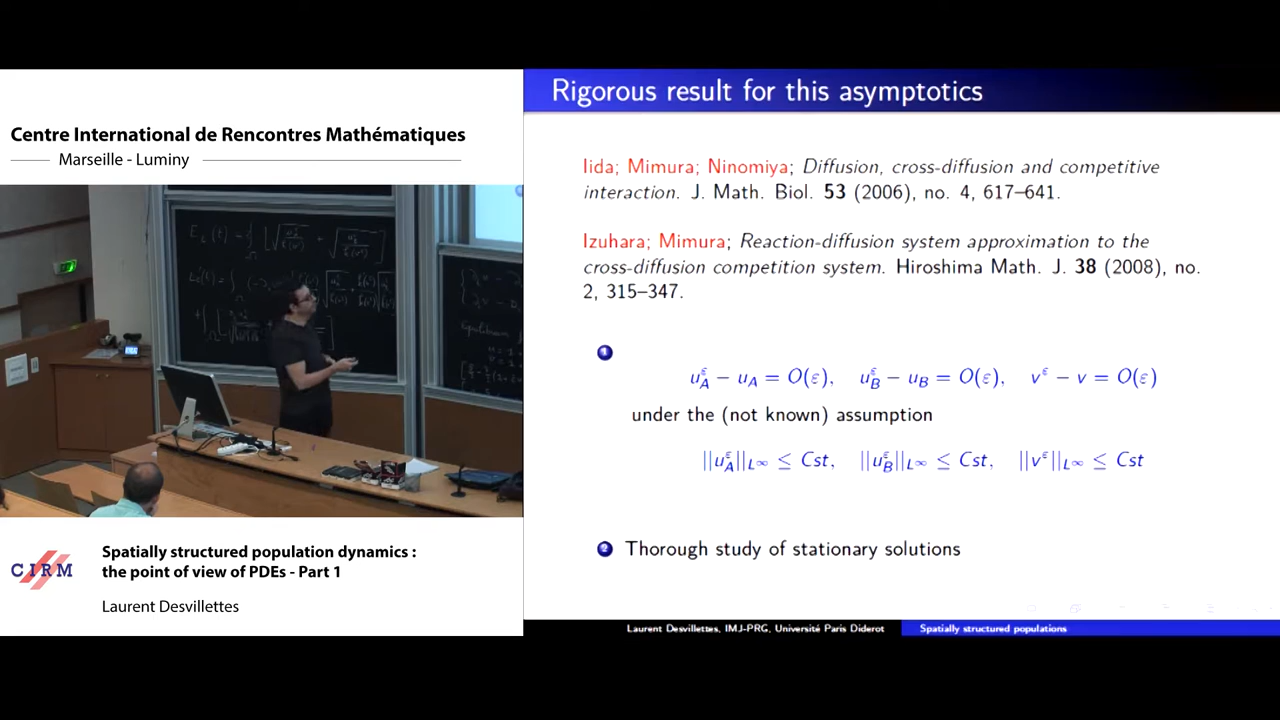 Centre International de Rencontres Mathématiques
Marseille - Luminy
CIRM
Spatially structured population dynamics :
the point of view of PDEs - Part 1
Laurent Desvillettes
Rigorous result for this asymptotics
Iida; Mimura; Ninomiya; Diffusion, cross-diffusion and competitive
interaction. J. Math. Biol. 53 (2006), no. 4, 617–641.
Izuhara; Mimura; Reaction-diffusion system approximation to the
cross-diffusion competition system. Hiroshima Math. J. 38 (2008), no.
2, 315–347.
1
u_A^ε − u_A = O(ε), u_B^ε − u_B = O(ε), v^ε − v = O(ε)
under the (not known) assumption
||u_A^ε||_{L^∞} ≤ Cst, ||u_B^ε||_{L^∞} ≤ Cst, ||v^ε||_{L^∞} ≤ Cst
2 Thorough study of stationary solutions
Laurent Desvillettes, IMJ-PRG, Université Paris Diderot
Spatially structured populations